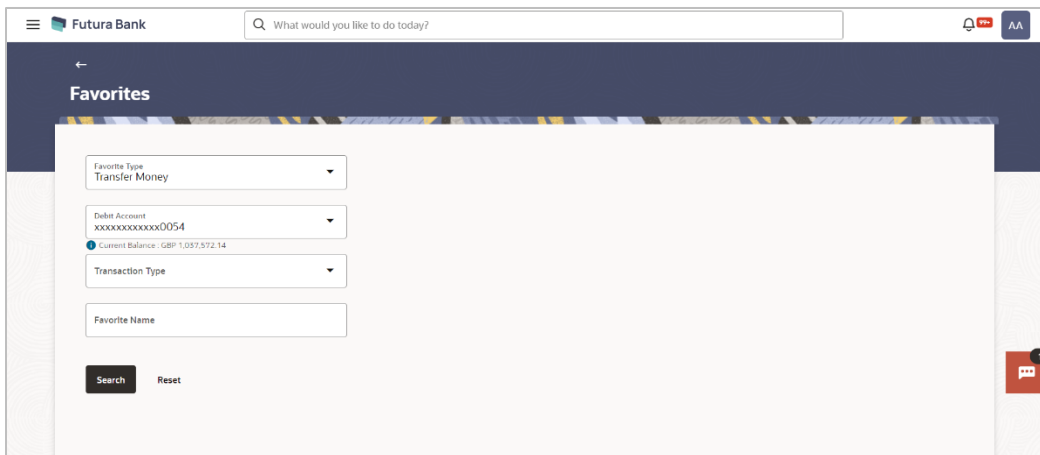 Futura Bank
What would you like to do today?
99+
AA
Favorites
Favorite Type
Transfer Money
Debit Account
xxxxxxxxxxxx0054
Current Balance : GBP 1,037,572.14
Transaction Type
Favorite Name
Search Reset